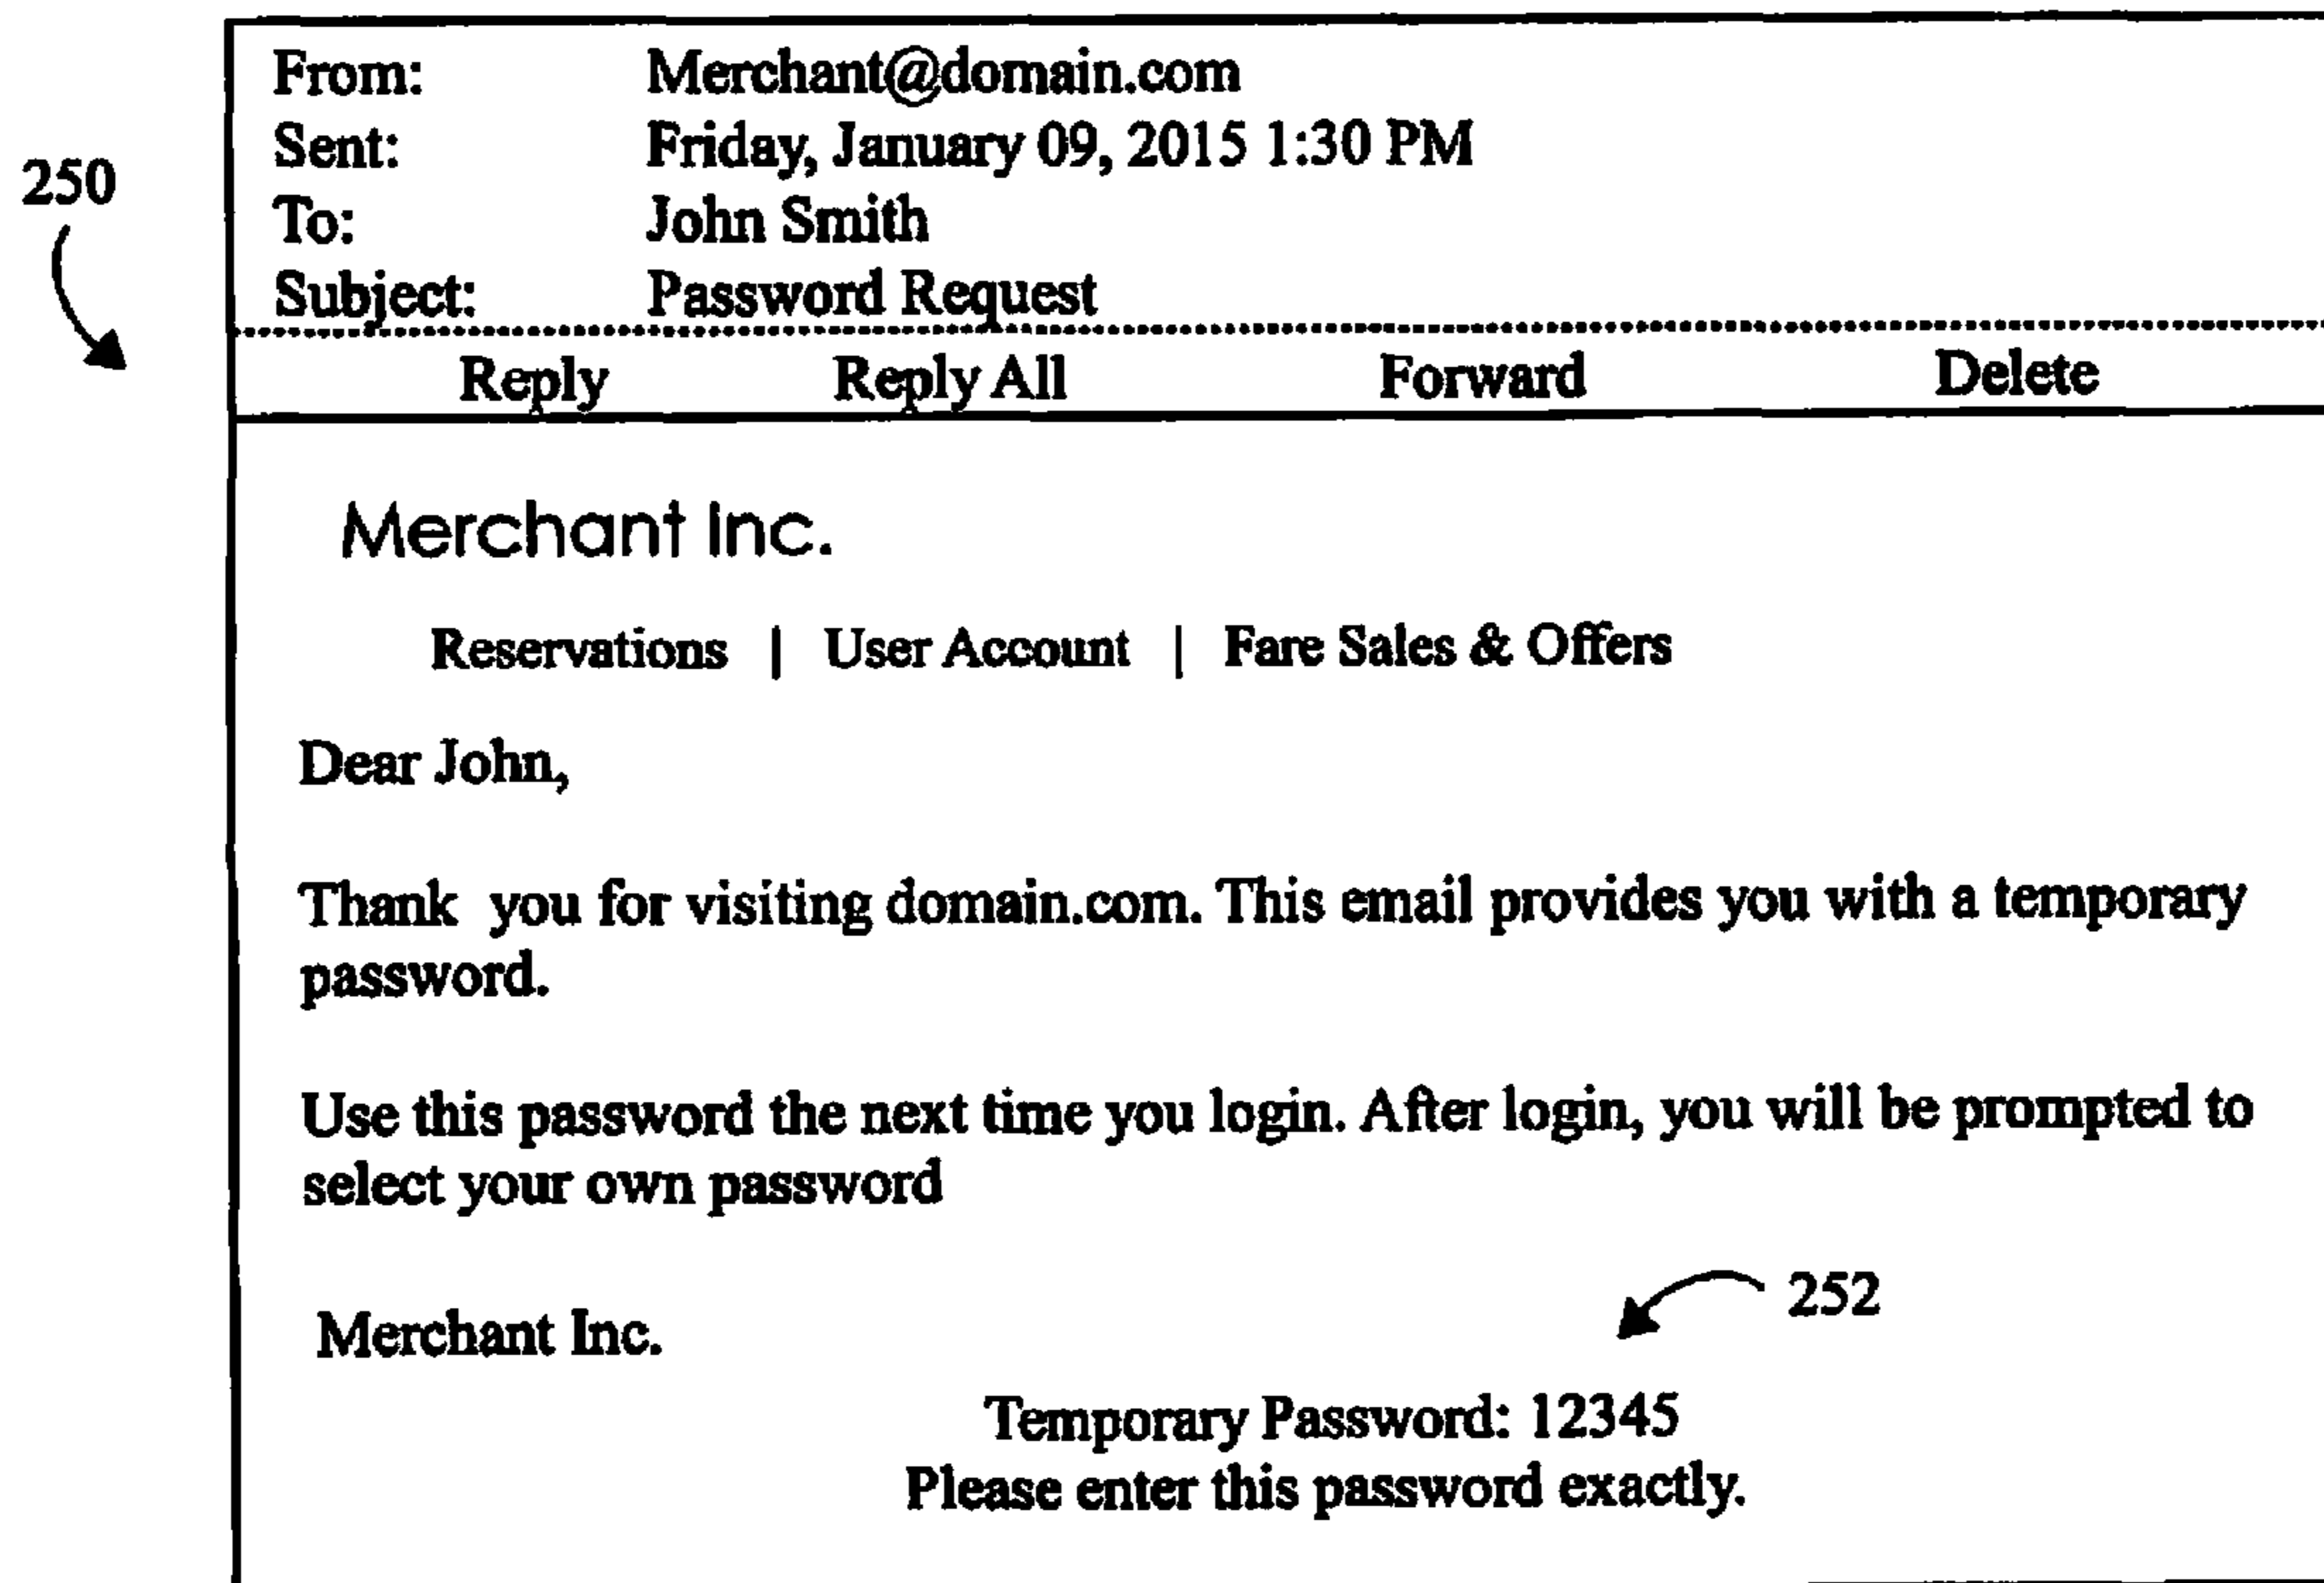 From: Merchant@domain.com
Sent: Friday, January 09, 2015 1:30 PM
250
To: John Smith
Subject: Password Request
Reply Reply All Forward Delete
Merchant Inc.
Reservations | User Account | Fare Sales & Offers
Dear John,
Thank you for visiting domain.com. This email provides you with a temporary
password.
Use this password the next time you login. After login, you will be prompted to
select your own password
252
Merchant Inc.
Temporary Password: 12345
Please enter this password exactly.